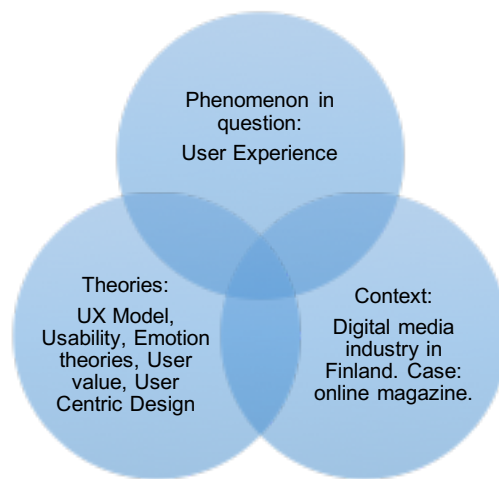 Phenomenon in
question:
User Experience
Theories:
UX Model,
Usability, Emotion
theories, User
value, User
Centric Design
Context:
Digital media
industry in
Finland. Case:
online magazine.